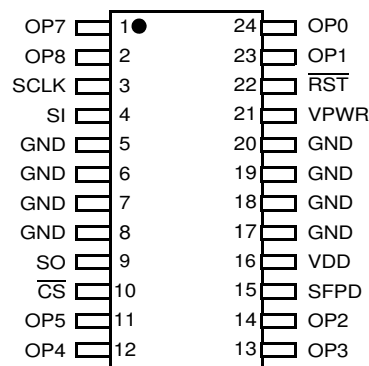 OP7 1 24 OP0
OP8 2 23 OP1
SCLK 3 22 RST
SI 4 21 VPWR
GND 5 20 GND
GND 6 19 GND
GND 7 18 GND
GND 8 17 GND
SO 9 16 VDD
CS 10 15 SFPD
OP5 11 14 OP2
OP4 12 13 OP3